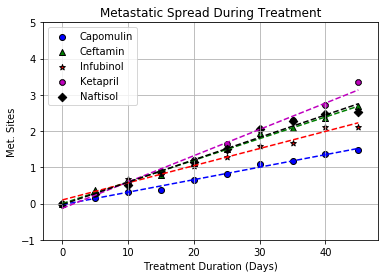 Metastatic Spread During Treatment
5
4
3
2
1
0
−1
Met. Sites
Capomulin
Ceftamin
Infubinol
Ketapril
Naftisol
0 10 20 30 40
Treatment Duration (Days)